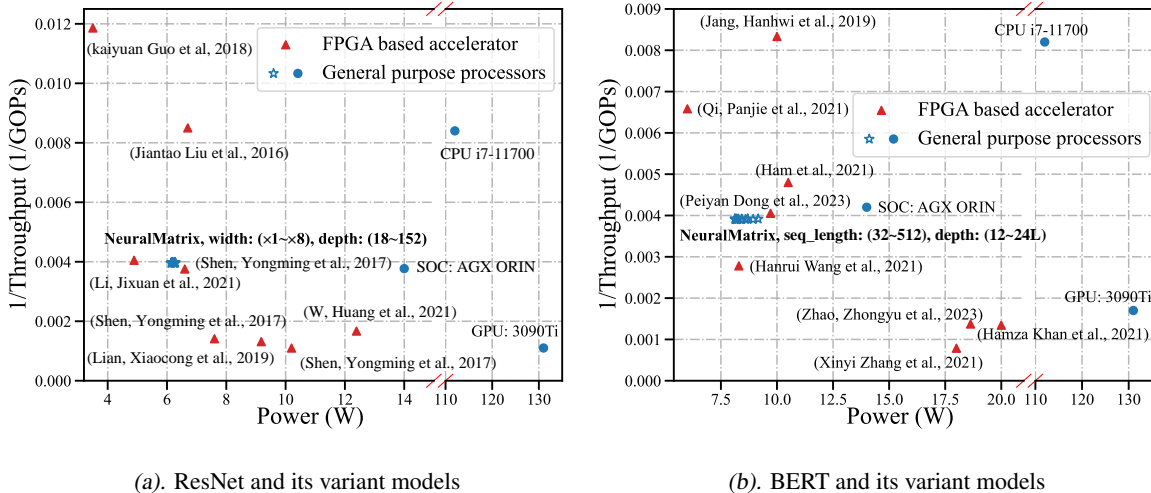 0.012
0.010
0.008
0.006
0.004
0.002
0.000
1/Throughput (1/GOPs)
(kaiyuan Guo et al, 2018)
FPGA based accelerator
General purpose processors
(Jiantao Liu et al., 2016)
CPU i7-11700
NeuralMatrix, width: (×1~×8), depth: (18~152)
(Shen, Yongming et al., 2017)
SOC: AGX ORIN
(Li, Jixuan et al., 2021)
(W, Huang et al., 2021)
(Shen, Yongming et al., 2017)
GPU: 3090Ti
(Lian, Xiaocong et al., 2019)
(Shen, Yongming et al., 2017)
4 6 8 10 12 14 110 120 130
Power (W)
(a). ResNet and its variant models
0.009
0.008
0.007
0.006
0.005
0.004
0.003
0.002
0.001
0.000
1/Throughput (1/GOPs)
(Jang, Hanhwi et al., 2019)
CPU i7-11700
(Qi, Panjie et al., 2021)
FPGA based accelerator
General purpose processors
(Ham et al., 2021)
(Peiyan Dong et al., 2023)
SOC: AGX ORIN
NeuralMatrix, seq_length: (32~512), depth: (12~24L)
(Hanrui Wang et al., 2021)
GPU: 3090Ti
(Zhao, Zhongyu et al., 2023)
(Hamza Khan et al., 2021)
(Xinyi Zhang et al., 2021)
7.5 10.0 12.5 15.0 17.5 20.0 110 120 130
Power (W)
(b). BERT and its variant models